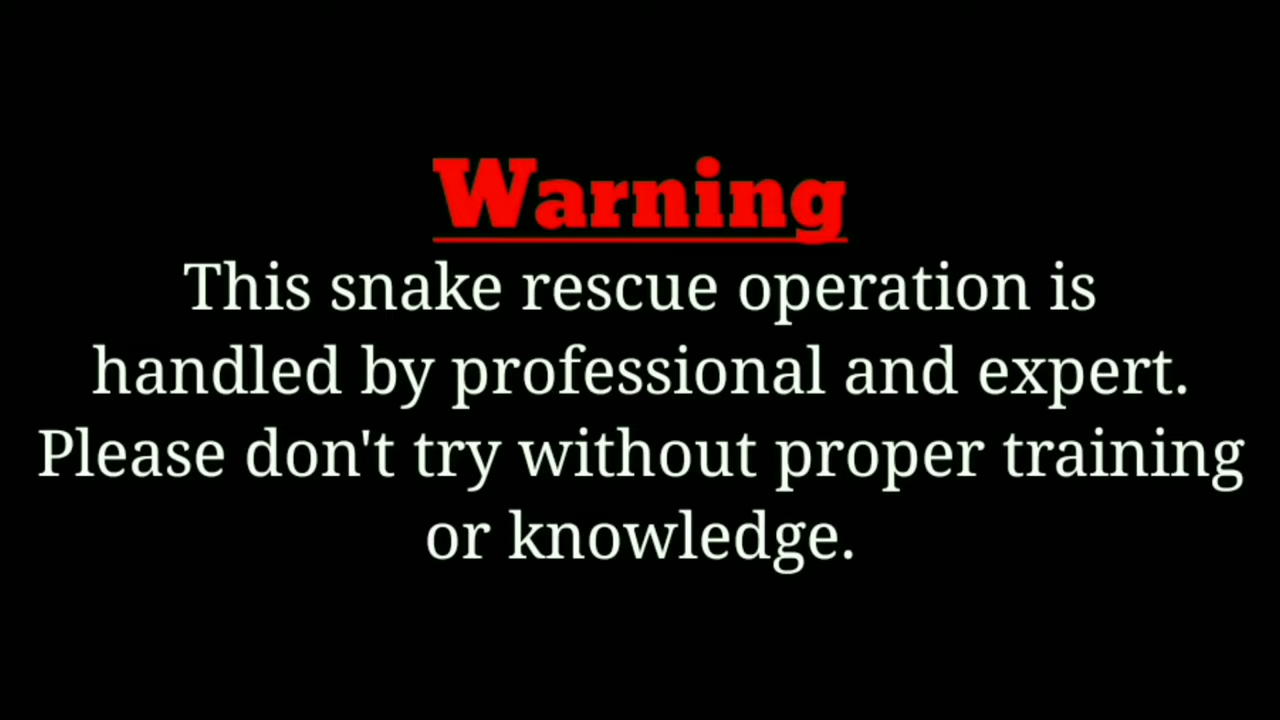 Warning
This snake rescue operation is
handled by professional and expert.
Please don't try without proper training
or knowledge.